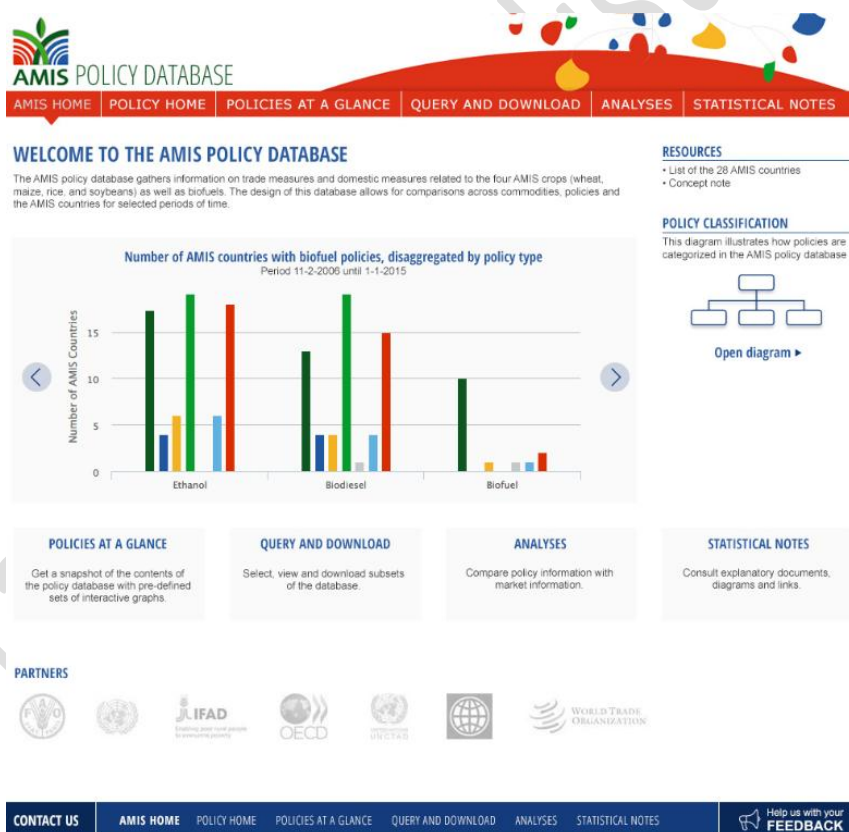 AMIS POLICY DATABASE
AMIS HOME POLICY HOME POLICIES AT A GLANCE QUERY AND DOWNLOAD ANALYSES STATISTICAL NOTES
WELCOME TO THE AMIS POLICY DATABASE
The AMIS policy database gathers information on trade measures and domestic measures related to the four AMIS crops (wheat,
maize, rice, and soybeans) as well as biofuels. The design of this database allows for comparisons across commodities, policies and
the AMIS countries for selected periods of time.
RESOURCES
• List of the 28 AMIS countries
• Concept note
POLICY CLASSIFICATION
This diagram illustrates how policies are
categorized in the AMIS policy database
Open diagram ▸
Number of AMIS countries with biofuel policies, disaggregated by policy type
Period 11-2-2006 until 1-1-2015
Number of AMIS Countries
15
10
5
0
Ethanol Biodiesel Biofuel
POLICIES AT A GLANCE
Get a snapshot of the contents of
the policy database with pre-defined
sets of interactive graphs.
QUERY AND DOWNLOAD
Select, view and download subsets
of the database.
ANALYSES
Compare policy information with
market information.
STATISTICAL NOTES
Consult explanatory documents,
diagrams and links.
PARTNERS
FAO
IFAD
Enabling poor rural people
to overcome poverty
OECD
UNCTAD
WORLD TRADE
ORGANIZATION
CONTACT US AMIS HOME POLICY HOME POLICIES AT A GLANCE QUERY AND DOWNLOAD ANALYSES STATISTICAL NOTES
Help us with your
FEEDBACK